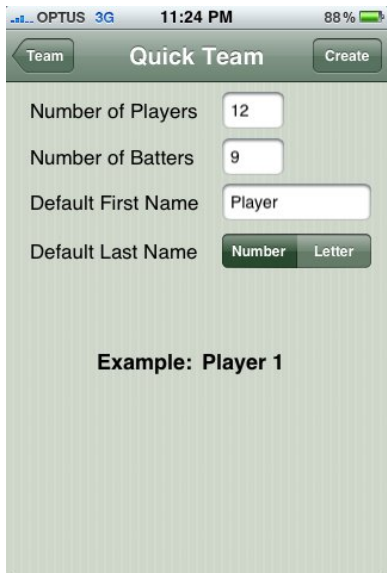 OPTUS 3G 11:24 PM 88%
Team Quick Team Create
Number of Players 12
Number of Batters 9
Default First Name Player
Default Last Name Number Letter
Example: Player 1